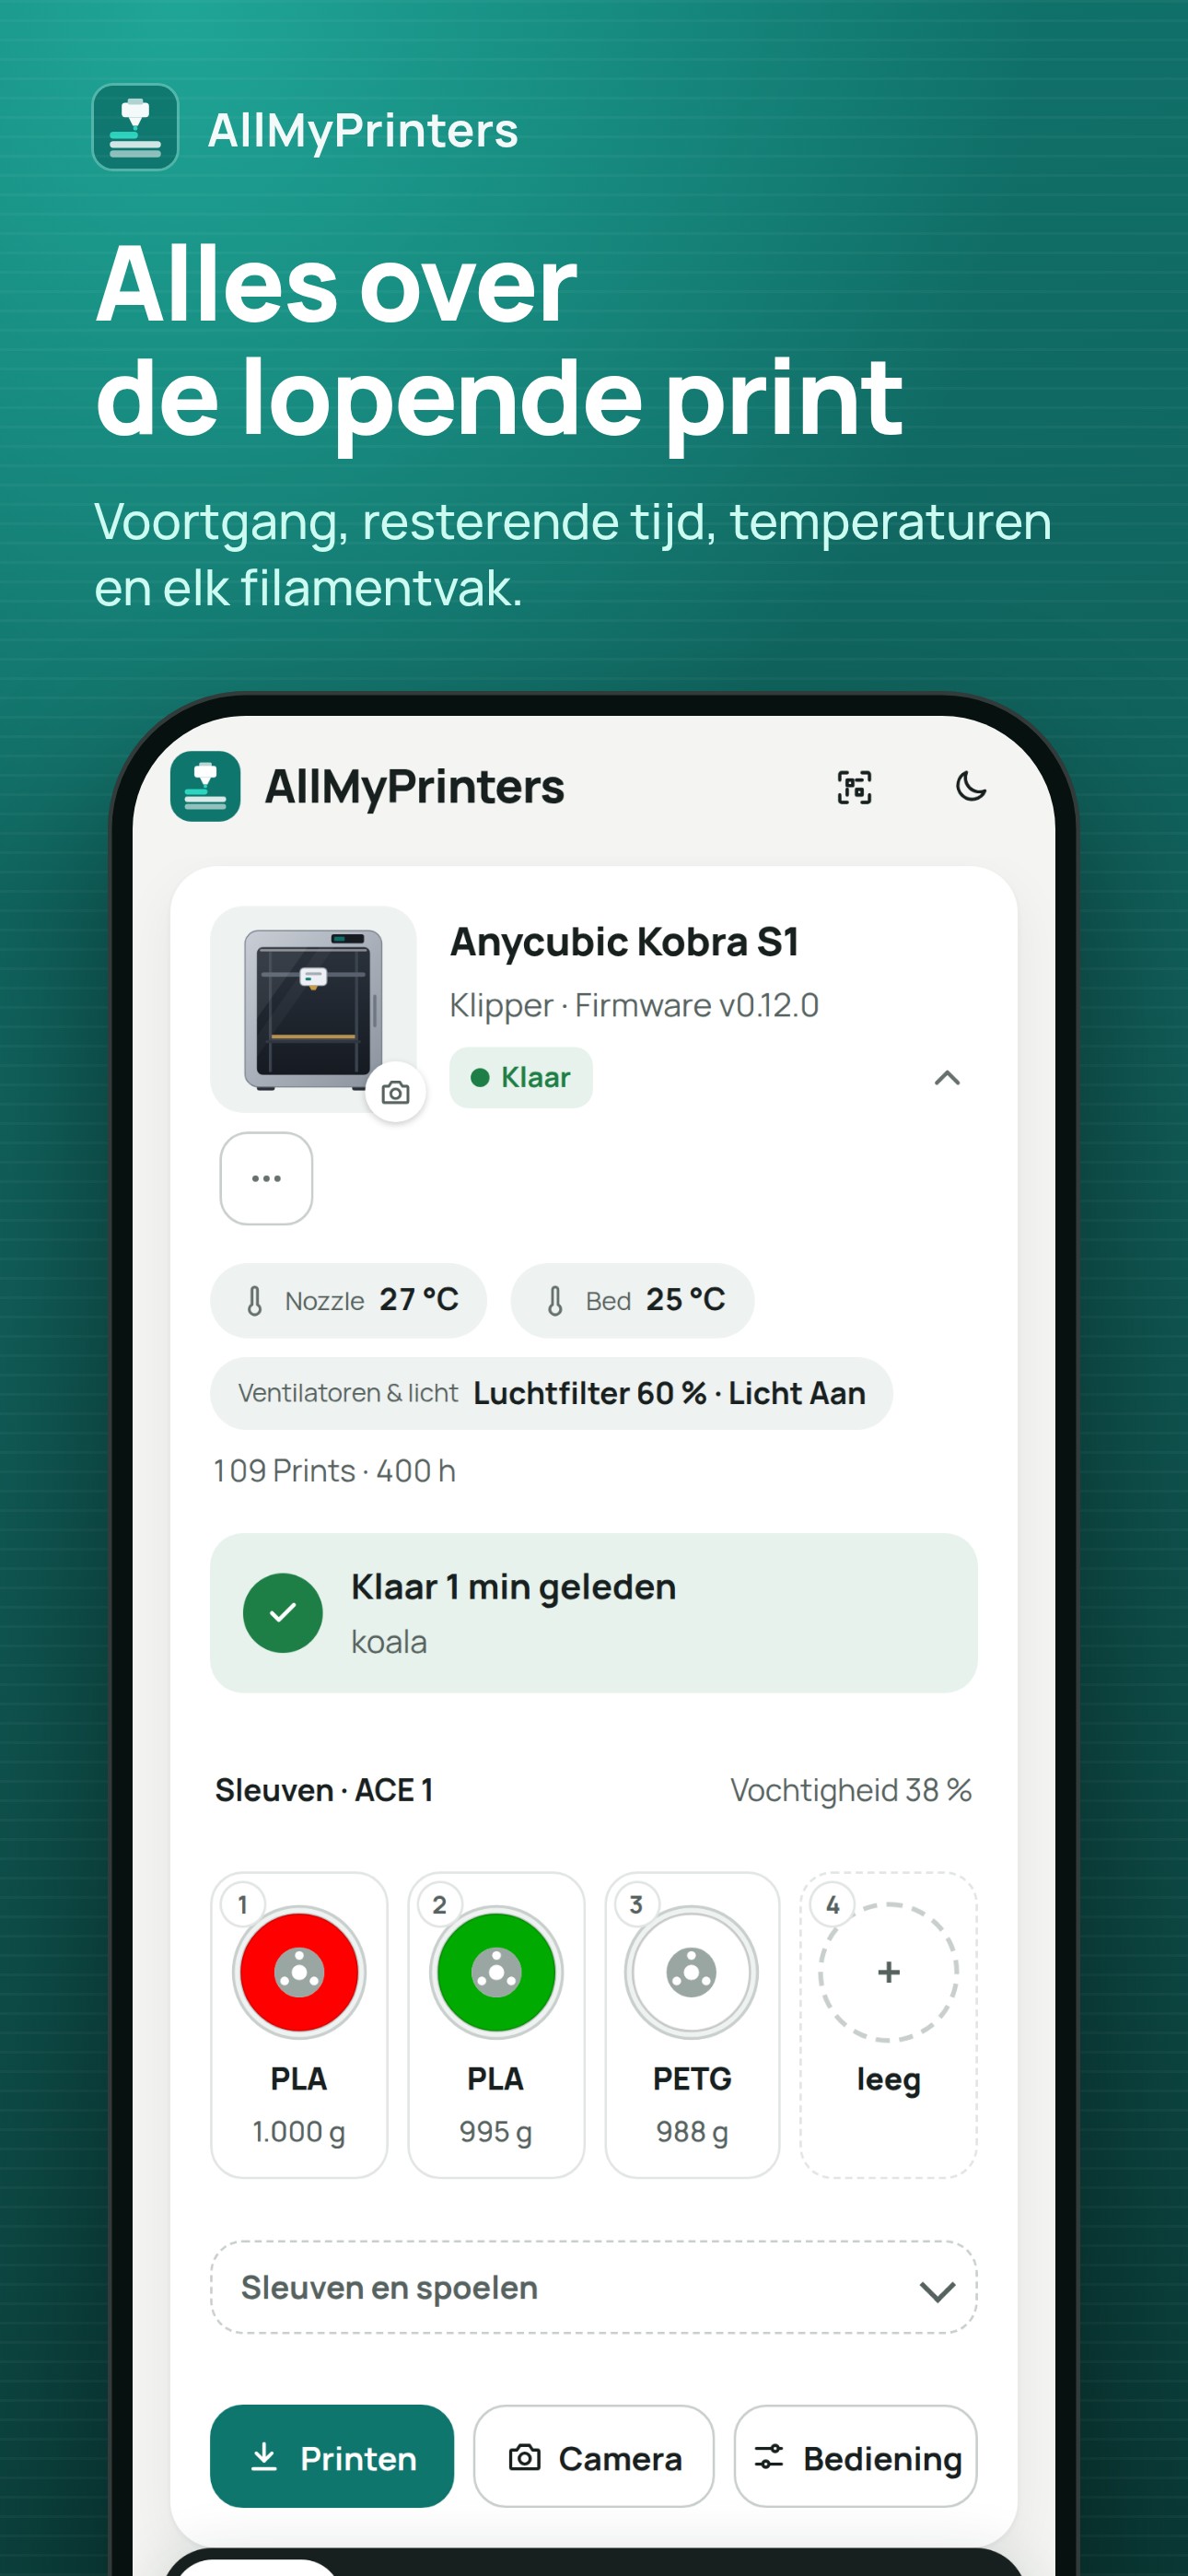 AllMyPrinters
Alles over
de lopende print
Voortgang, resterende tijd, temperaturen
en elk filamentvak.
AllMyPrinters
Anycubic Kobra S1
Klipper · Firmware v0.12.0
Klaar
Nozzle 27 °C Bed 25 °C
Ventilatoren & licht Luchtfilter 60 % · Licht Aan
109 Prints · 400 h
Klaar 1 min geleden
koala
Sleuven · ACE 1 Vochtigheid 38 %
1 2 3 4
PLA PLA PETG leeg
1.000 g 995 g 988 g
Sleuven en spoelen
Printen Camera Bediening